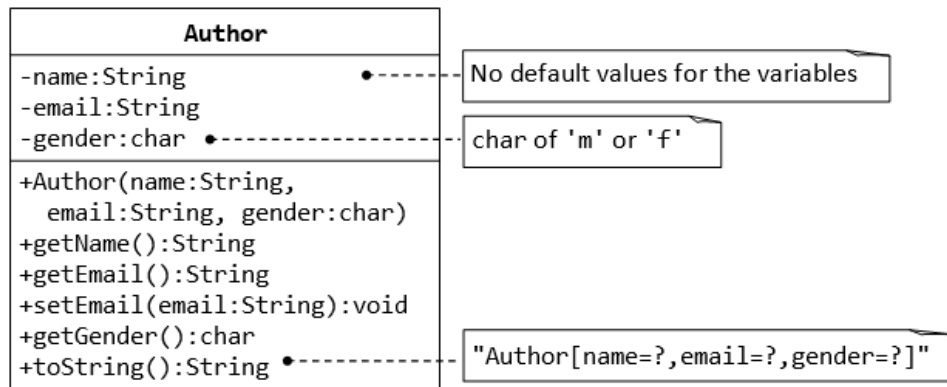 Author
-name:String
No default values for the variables
-email:String
-gender:char
char of 'm' or 'f'
+Author(name:String,
email:String, gender:char)
+getName():String
+getEmail():String
+setEmail(email:String):void
+getGender():char
+toString():String
"Author[name=?,email=?,gender=?]"